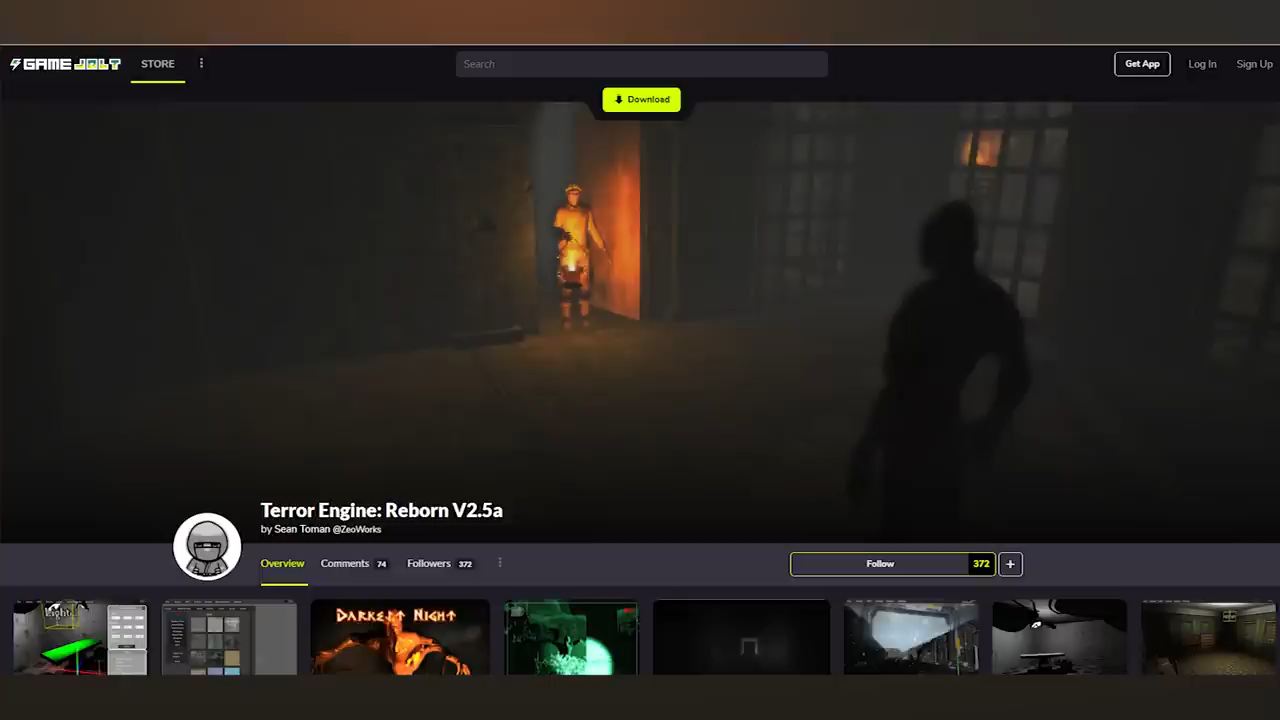 GAME JOLT STORE Search Get App Log In Sign Up
Download
Terror Engine: Reborn V2.5a
by Sean Toman @ZeoWorks
Overview Comments 74 Followers 372 Follow 372 +
Light
DARKEST NIGHT